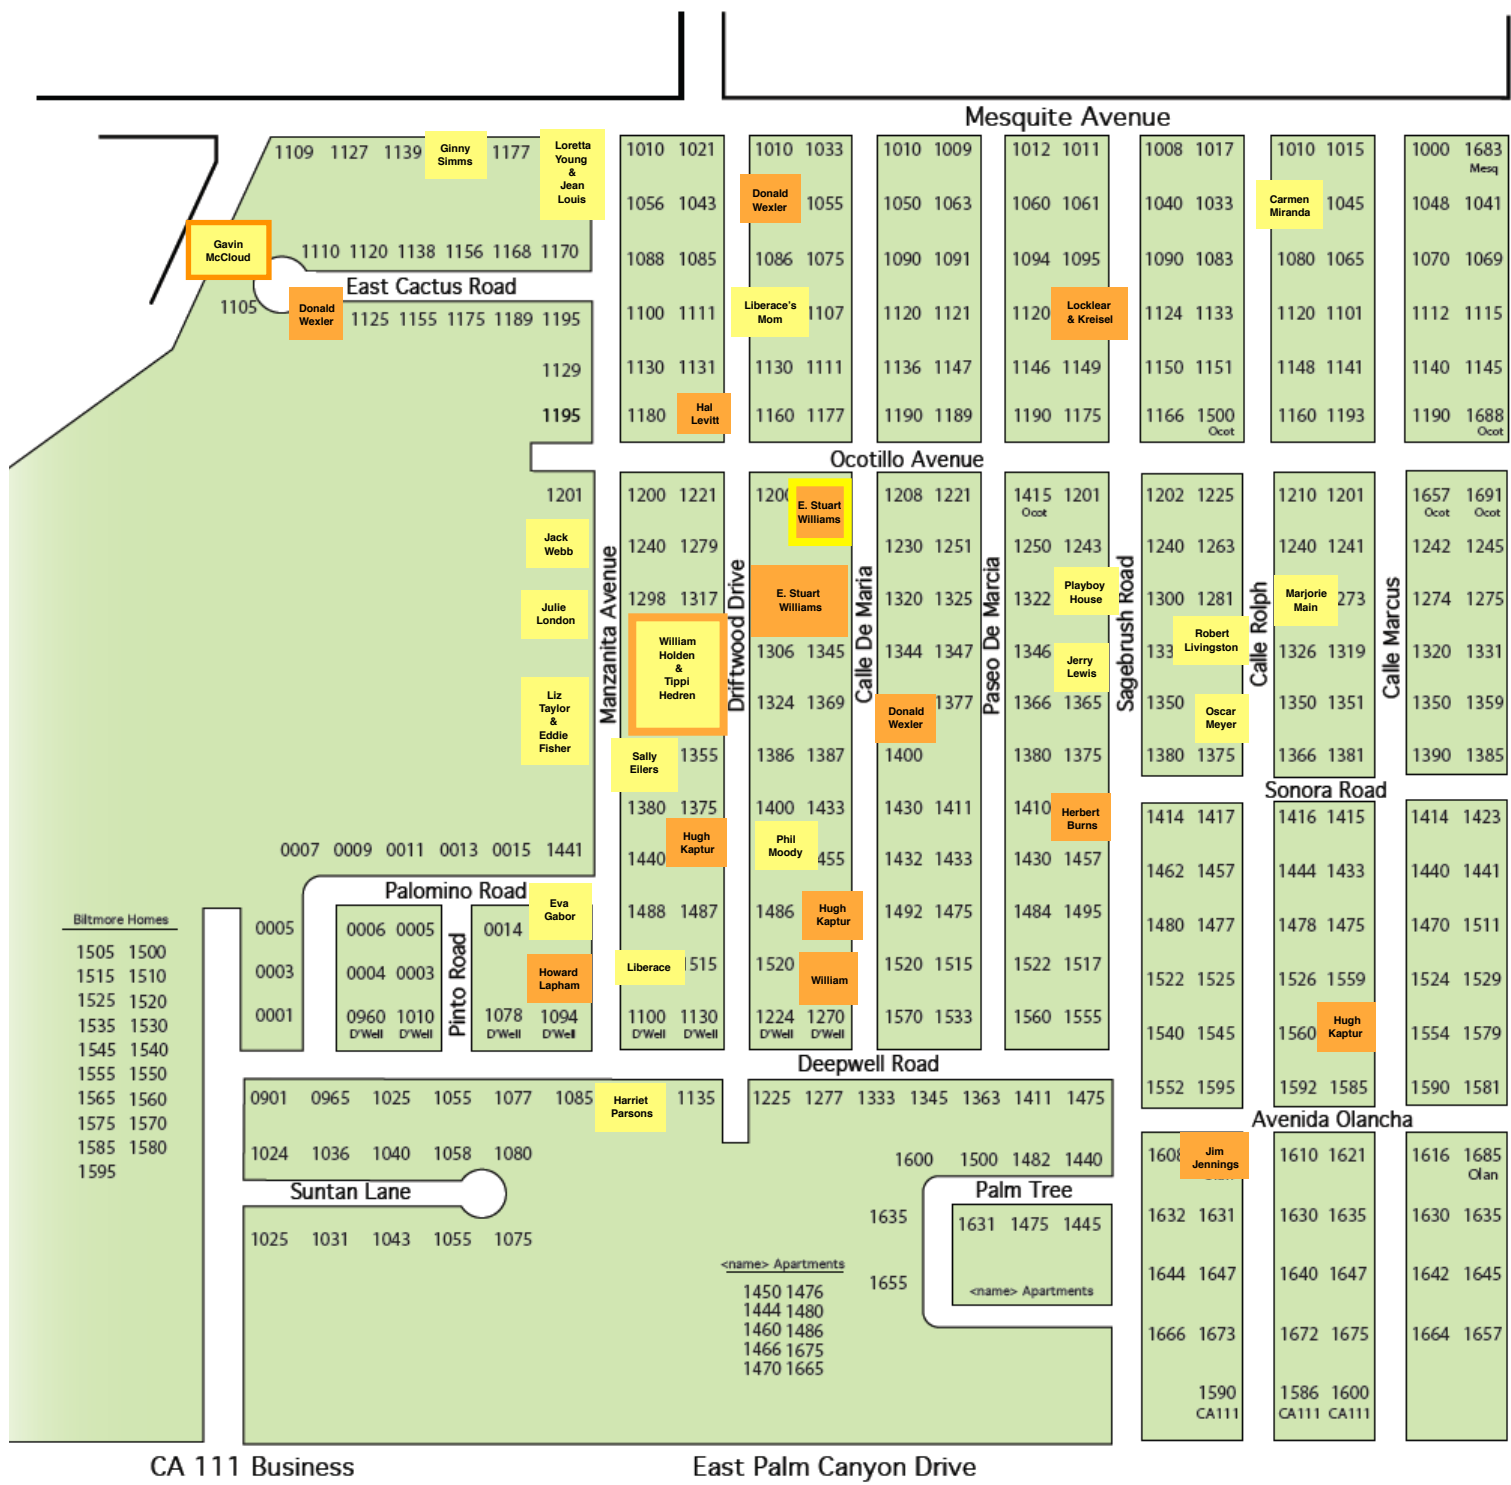 Mesquite Avenue
1109 1127 1139 Ginny Simms 1177 Loretta Young & Jean Louis
1010 1021 1010 1033 1010 1009 1012 1011 1008 1017 1010 1015 1000 1683 Mesq
1056 1043 Donald Wexler 1055 1050 1063 1060 1061 1040 1033 Carmen Miranda 1045 1048 1041
Gavin McCloud
1110 1120 1138 1156 1168 1170
1088 1085 1086 1075 1090 1091 1094 1095 1090 1083 1080 1065 1070 1069
East Cactus Road
1105 Donald Wexler 1125 1155 1175 1189 1195
1100 1111 Liberace's Mom 1107 1120 1121 1120 Locklear & Kreisel 1124 1133 1120 1101 1112 1115
1129
1130 1131 1130 1111 1136 1147 1146 1149 1150 1151 1148 1141 1140 1145
1195
1180 Hal Levitt 1160 1177 1190 1189 1190 1175 1166 1500 Ocot 1160 1193 1190 1688 Ocot
Ocotillo Avenue
1201 1200 1221 120 E. Stuart Williams 1208 1221 1415 Ocot 1201 1202 1225 1210 1201 1657 Ocot 1691 Ocot
Jack Webb
1240 1279 1230 1251 1250 1243 1240 1263 1240 1241 1242 1245
Manzanita Avenue
Driftwood Drive
Calle De Maria
Paseo De Marcia
Sagebrush Road
Calle Rolph
Calle Marcus
Julie London
1298 1317 E. Stuart Williams 1320 1325 1322 Playboy House 1300 1281 Marjorie Main 273 1274 1275
William Holden & Tippi Hedren
1306 1345 1344 1347 1346 Jerry Lewis 133 Robert Livingston 1326 1319 1320 1331
Liz Taylor & Eddie Fisher
1324 1369 Donald Wexler 1377 1366 1365 1350 Oscar Meyer 1350 1351 1350 1359
Sally Eilers 1355 1386 1387 1400 1380 1375 1380 1375 1366 1381 1390 1385
Sonora Road
1380 1375 1400 1433 1430 1411 1410 Herbert Burns 1414 1417 1416 1415 1414 1423
0007 0009 0011 0013 0015 1441
1440 Hugh Kaptur Phil Moody 455 1432 1433 1430 1457 1462 1457 1444 1433 1440 1441
Palomino Road
Eva Gabor
1488 1487 1486 Hugh Kaptur 1492 1475 1484 1495 1480 1477 1478 1475 1470 1511
Biltmore Homes
1505 1500
1515 1510
1525 1520
1535 1530
1545 1540
1555 1550
1565 1560
1575 1570
1585 1580
1595
0005 0006 0005 0014
Pinto Road
0003 0004 0003 Howard Lapham
Liberace 1515 1520 William 1520 1515 1522 1517 1522 1525 1526 1559 1524 1529
0001 0960 D'Well 1010 D'Well 1078 D'Well 1094 D'Well 1100 D'Well 1130 D'Well 1224 D'Well 1270 D'Well 1570 1533 1560 1555 1540 1545 1560 Hugh Kaptur 1554 1579
Deepwell Road
1552 1595 1592 1585 1590 1581
0901 0965 1025 1055 1077 1085 Harriet Parsons 1135 1225 1277 1333 1345 1363 1411 1475
Avenida Olancha
1024 1036 1040 1058 1080 1600 1500 1482 1440
1608 Jim Jennings 1610 1621 1616 1685 Olan
Suntan Lane
Palm Tree
1635 1631 1475 1445 1632 1631 1630 1635 1630 1635
1025 1031 1043 1055 1075
<name> Apartments
1450 1476
1444 1480
1460 1486
1466 1675
1470 1665
1655 <name> Apartments
1644 1647 1640 1647 1642 1645
1666 1673 1672 1675 1664 1657
1590 CA111 1586 CA111 1600 CA111
CA 111 Business
East Palm Canyon Drive